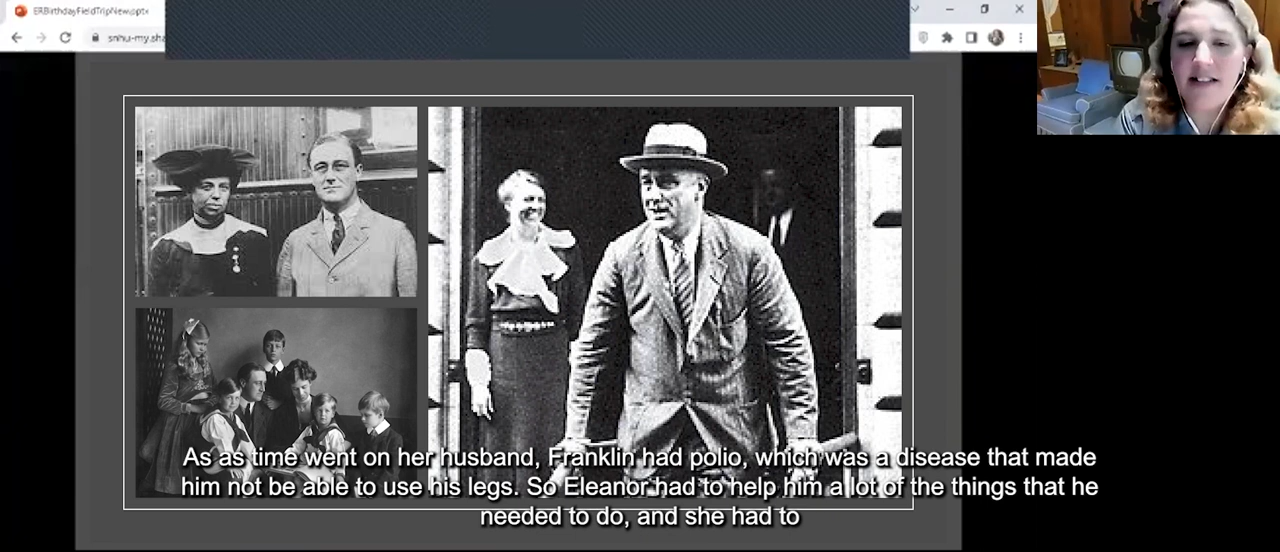 ERBirthdayFieldTripNew.pptx
snhu-my.sha
As as time went on her husband, Franklin had polio, which was a disease that made
him not be able to use his legs. So Eleanor had to help him a lot of the things that he
needed to do, and she had to